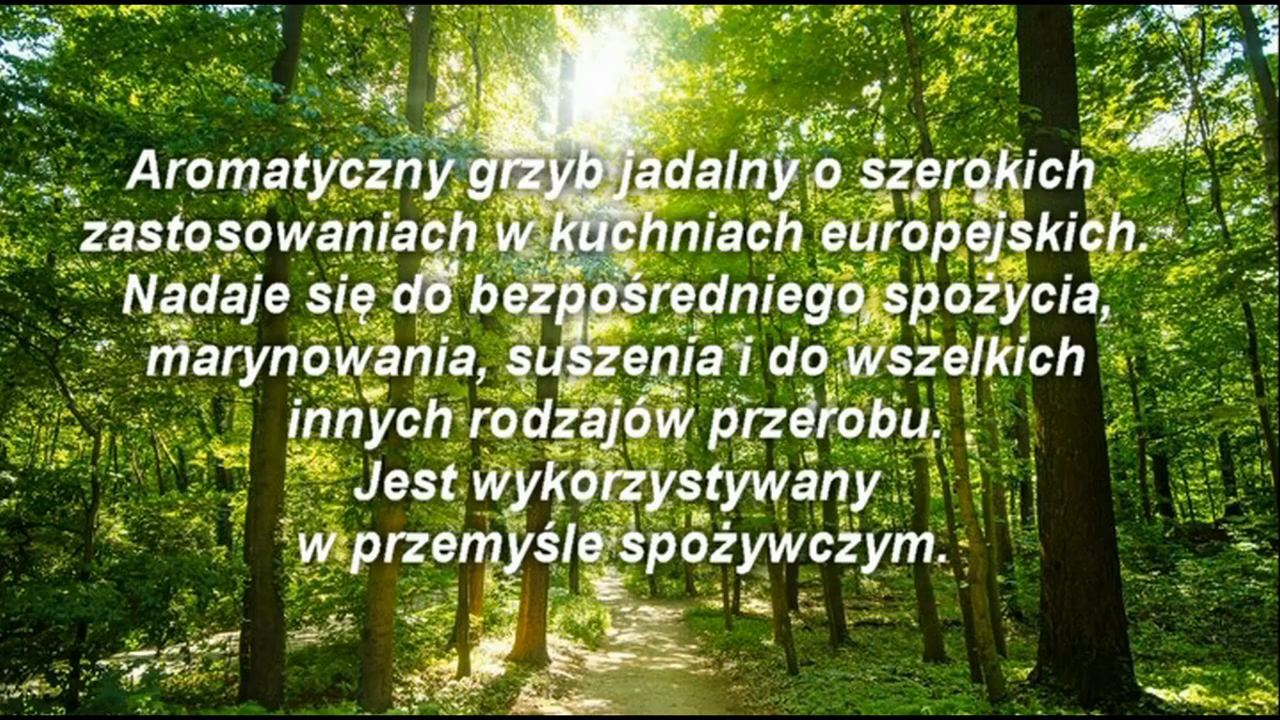 Aromatyczny grzyb jadalny o szerokich
zastosowaniach w kuchniach europejskich.
Nadaje się do bezpośredniego spożycia,
marynowania, suszenia i do wszelkich
innych rodzajów przerobu.
Jest wykorzystywany
w przemyśle spożywczym.